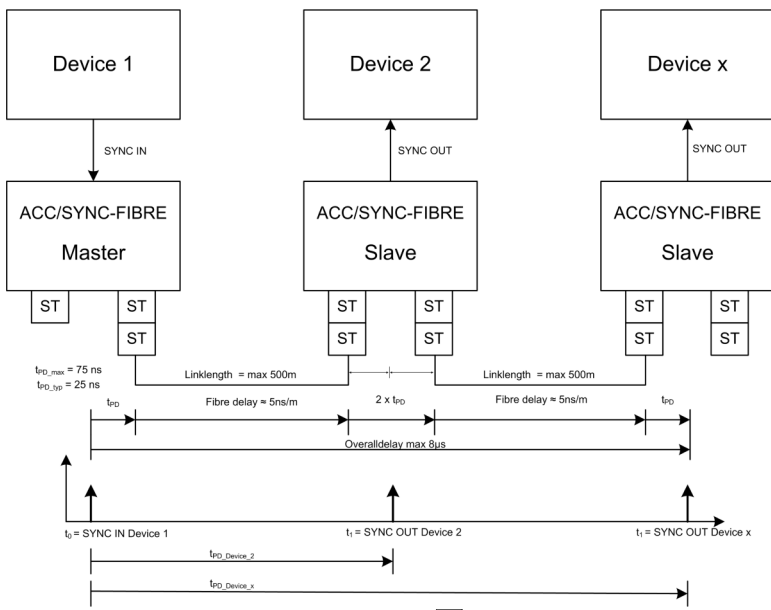 Device 1
Device 2
Device x
SYNC IN
SYNC OUT
SYNC OUT
ACC/SYNC-FIBRE
Master
ACC/SYNC-FIBRE
Slave
ACC/SYNC-FIBRE
Slave
ST
ST
ST
ST
ST
ST
ST
ST
ST
ST
tPD_max = 75 ns
tPD_typ = 25 ns
Linklength = max 500m
Linklength = max 500m
tPD
Fibre delay ≈ 5ns/m
2 x tPD
Fibre delay ≈ 5ns/m
tPD
Overalldelay max 8µs
t0 = SYNC IN Device 1
t1 = SYNC OUT Device 2
t1 = SYNC OUT Device x
tPD_Device_2
tPD_Device_x